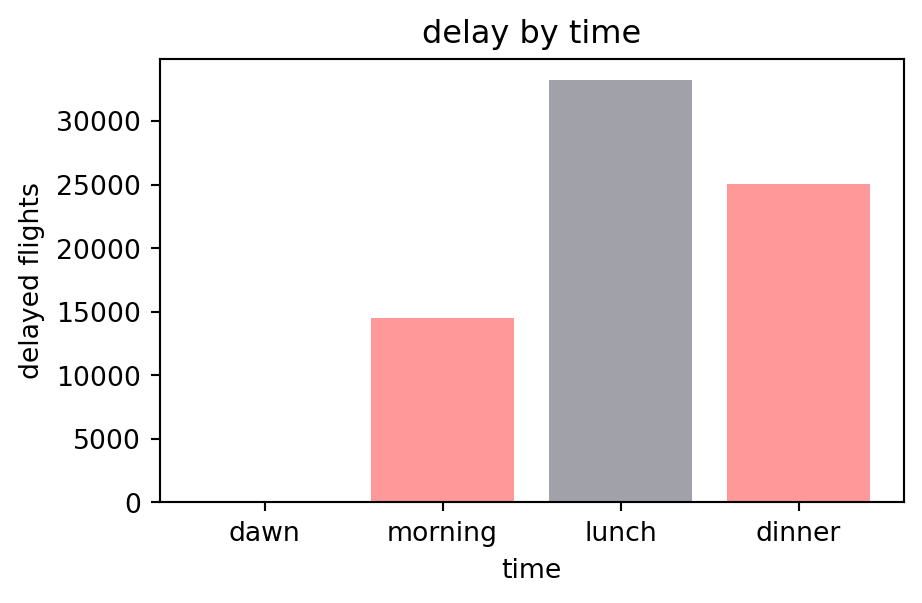 delay by time
delayed flights
30000
25000
20000
15000
10000
5000
0
dawn morning lunch dinner
time